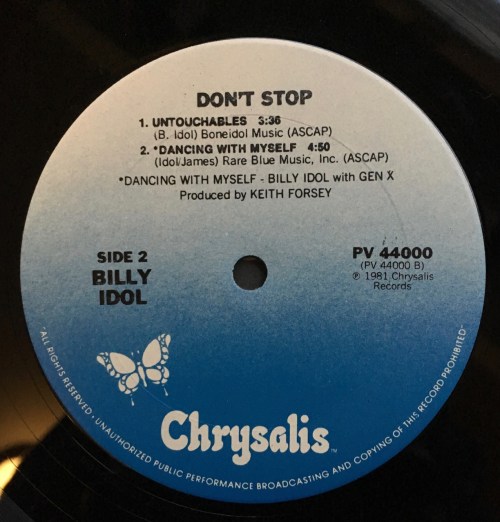 DON'T STOP
1. UNTOUCHABLES 3:36
(B. Idol) Boneidol Music (ASCAP)
2. *DANCING WITH MYSELF 4:50
(Idol/James) Rare Blue Music, Inc. (ASCAP)
*DANCING WITH MYSELF - BILLY IDOL with GEN X
Produced by KEITH FORSEY
SIDE 2
BILLY
IDOL
PV 44000
(PV 44000 B)
℗ 1981 Chrysalis
Records
Chrysalis™
·ALL RIGHTS RESERVED · UNAUTHORIZED PUBLIC PERFORMANCE BROADCASTING AND COPYING OF THIS RECORD PROHIBITED·